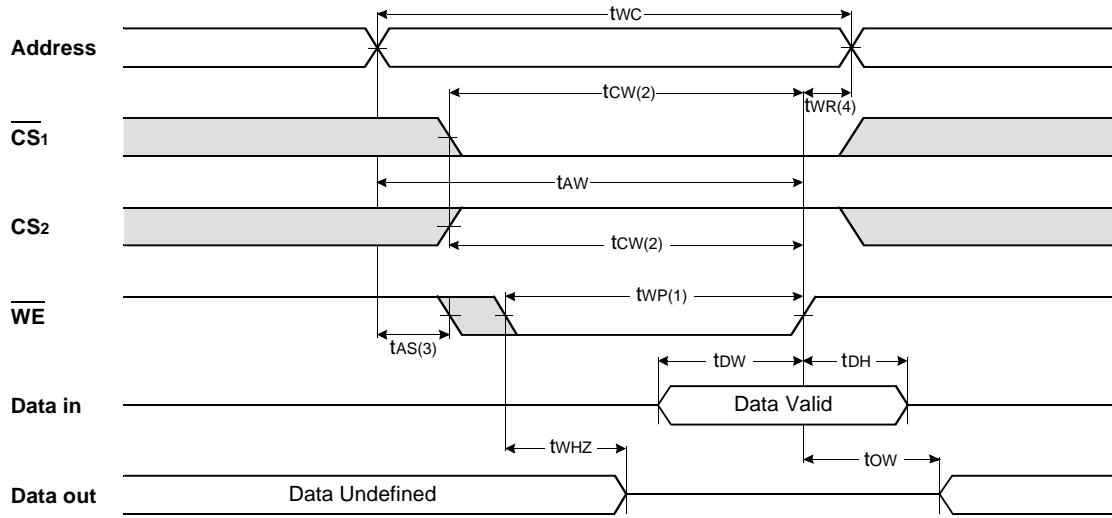 tWC
Address
tCW(2)
tWR(4)
CS1
tAW
CS2
tCW(2)
tWP(1)
WE
tAS(3)
tDW
tDH
Data in
Data Valid
tWHZ
tOW
Data out
Data Undefined